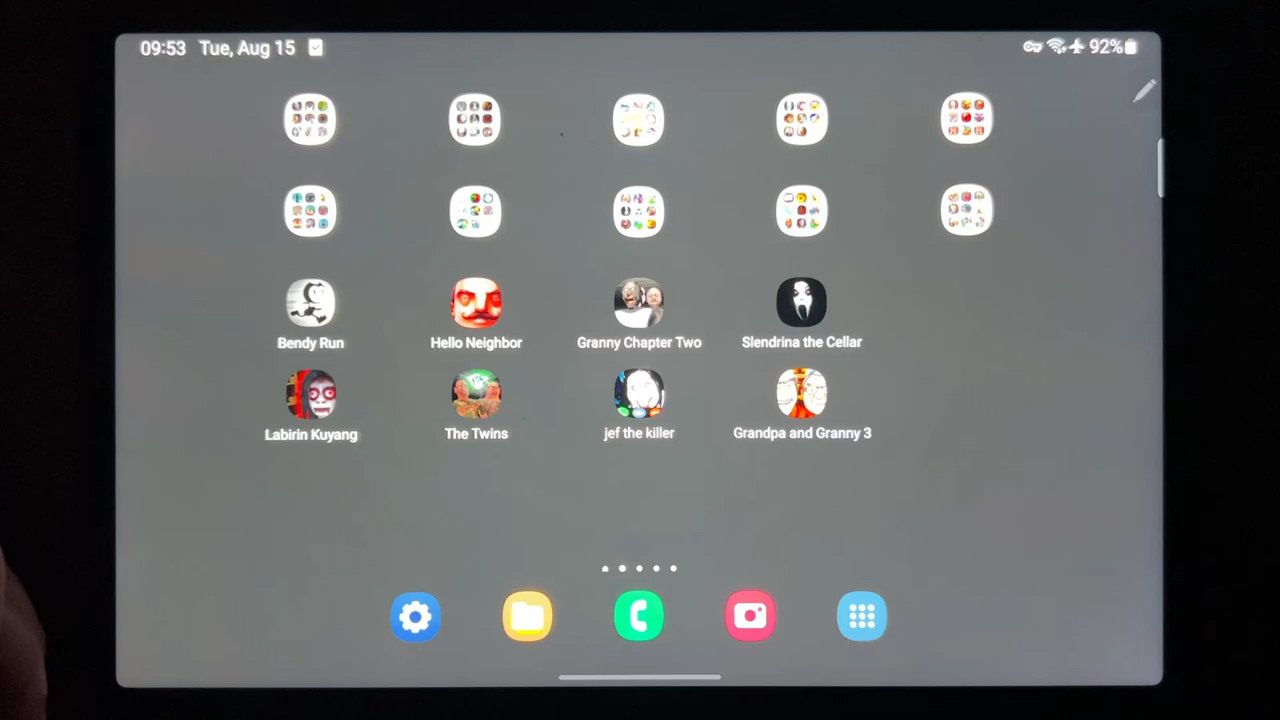 09:53 Tue, Aug 15
92%
Bendy Run
Hello Neighbor
Granny Chapter Two
Slendrina the Cellar
Labirin Kuyang
The Twins
jef the killer
Grandpa and Granny 3